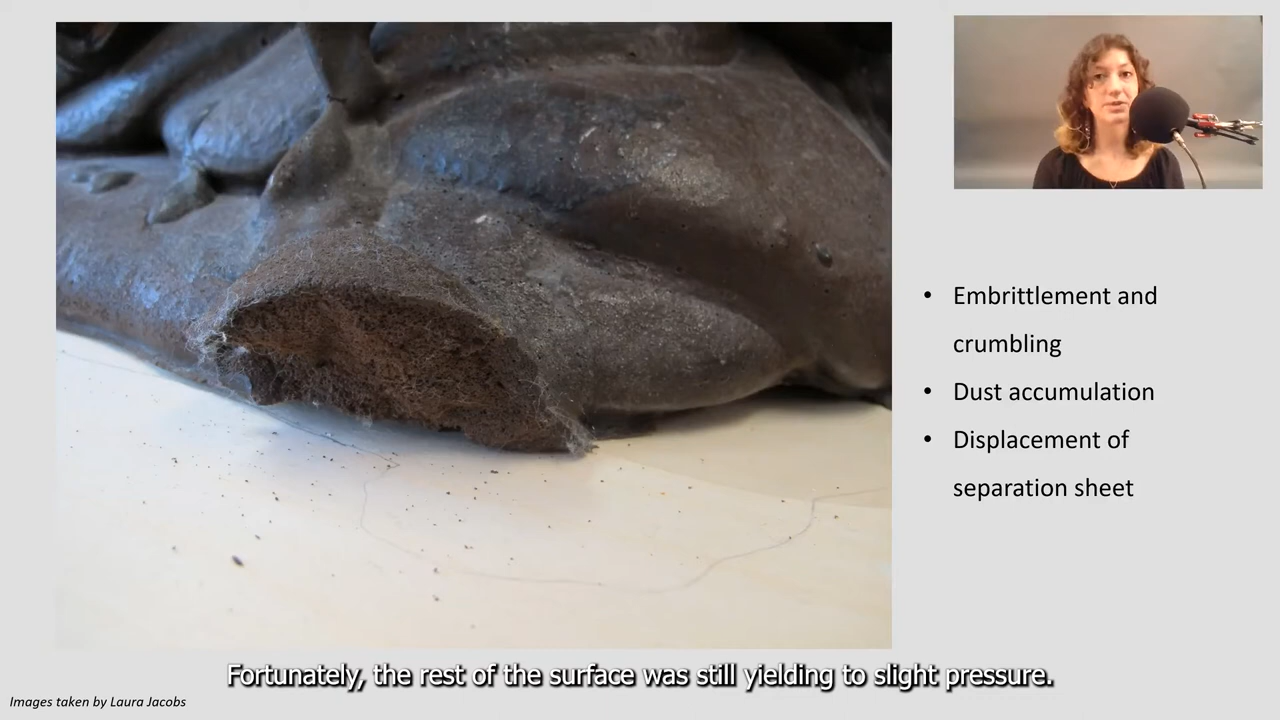 • Embrittlement and
crumbling
• Dust accumulation
• Displacement of
separation sheet
Fortunately, the rest of the surface was still yielding to slight pressure.
Images taken by Laura Jacobs